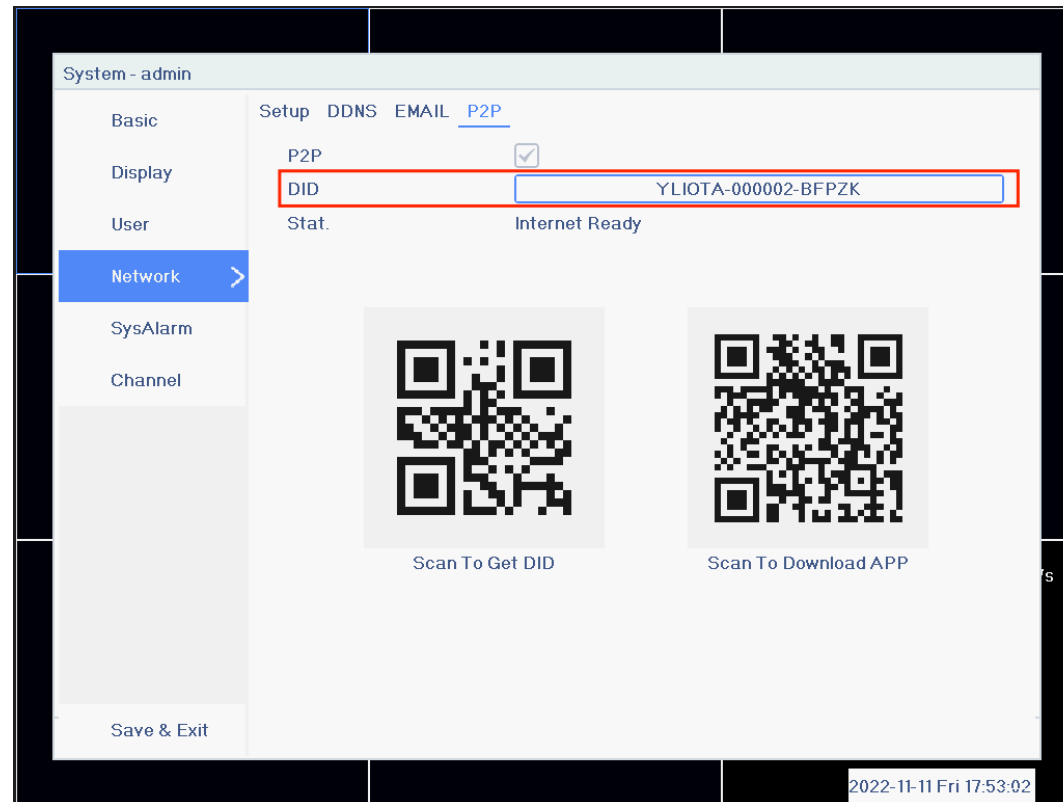 System - admin
Basic
Display
User
Network
SysAlarm
Channel
Save & Exit
Setup DDNS EMAIL P2P
P2P
DID YLIOTA-000002-BFPZK
Stat. Internet Ready
Scan To Get DID
Scan To Download APP
/s
2022-11-11 Fri 17:53:02